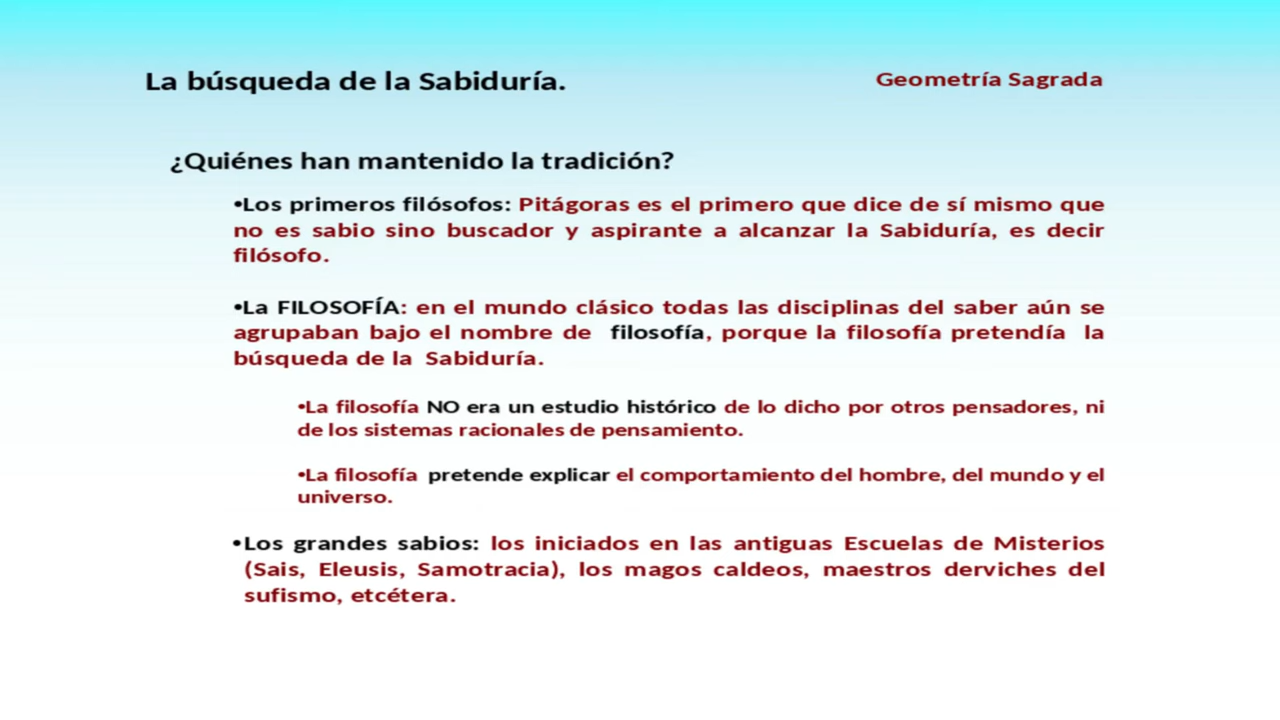 La búsqueda de la Sabiduría.
Geometría Sagrada
¿Quiénes han mantenido la tradición?
•Los primeros filósofos: Pitágoras es el primero que dice de sí mismo que
no es sabio sino buscador y aspirante a alcanzar la Sabiduría, es decir
filósofo.
•La FILOSOFÍA: en el mundo clásico todas las disciplinas del saber aún se
agrupaban bajo el nombre de filosofía, porque la filosofía pretendía la
búsqueda de la Sabiduría.
•La filosofía NO era un estudio histórico de lo dicho por otros pensadores, ni
de los sistemas racionales de pensamiento.
•La filosofía pretende explicar el comportamiento del hombre, del mundo y el
universo.
•Los grandes sabios: los iniciados en las antiguas Escuelas de Misterios
(Sais, Eleusis, Samotracia), los magos caldeos, maestros derviches del
sufismo, etcétera.